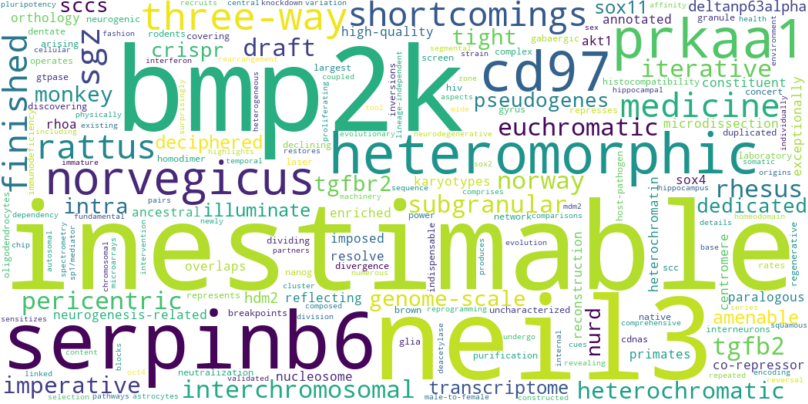 pluripotency recruits central knockdown variation
orthology neurogenic sccs three-way shortcomings sox11 affinity deltanp63alpha
fashion sex granule health
arising rodents covering high-quality annotated
dentate crispr draft tight akt1 prkaa1
cellular interferon rearrangement gabaergic environment
finished sgz operates bmp2k cd97 iterative
gtpase largest coupled screen complex zone histocompatibility constituent
monkey heterogeneous inversions proliferating hiv pseudogenes medicine
discovering rhoa physically existing aspects segmental strain in concert hippocampal
immunodeficiency including surprisingly evolutionary independent lineage- wide tool represses microdissection duplicated individually exceptionally
rattus deciphered euchromatic gyrus
highlights declining neurodegenerative laboratory
immature laser restores heteromorphic somatic
homodimer temporal sox2 origins
norvegicus tgfbr2 norway sox4 rhesus
pairs machinery sequence karyotypes hippocampus
intra ancestral illuminate enriched comprises subgranular host-pathogen dedicated
dependency fundamental power mdm2 homeodomain
oligodendrocytes chip autosomal spectrometry sp1/mediator chromosomal microarrays intervention newly inestimable network comparisons indispensable produces evolution heterochromatin details centromere base series rates regenerative
dividing imposed partners resolve
overlaps nanog numerous divergence reconstruction scc
pericentric represents hdm2 cluster genome-scale paralogous
neurogenesis-related reflecting composed brown reprogramming uncharacterized amenable
sensitizes breakpoints division glia native comprehensive interneurons series
serpinb6 neil3 nurd cdnas primates tgfb2
content blocks undergo cues squamous
linked octd neutralization purification deacetylase internal revealing co-repressor
imperative validated nucleosome transcriptome repeated encoding
selection pathways astrocytes interchromosomal male-to-female constructed heterochromatic reversal